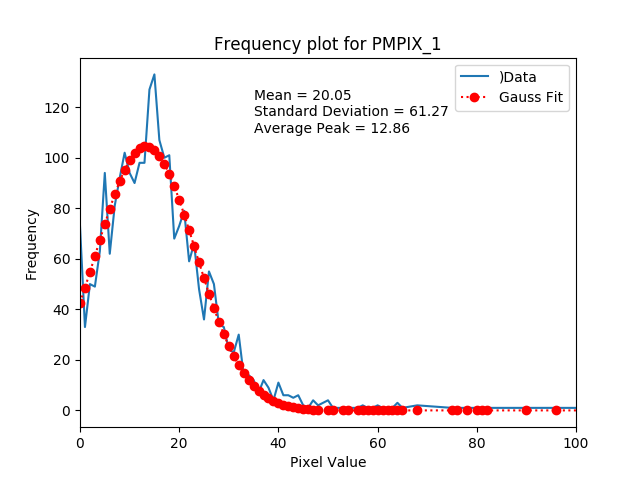 Frequency plot for PMPIX_1
Mean = 20.05
Standard Deviation = 61.27
Average Peak = 12.86
)Data
Gauss Fit
Frequency
120
100
80
60
40
20
0
0 20 40 60 80 100
Pixel Value